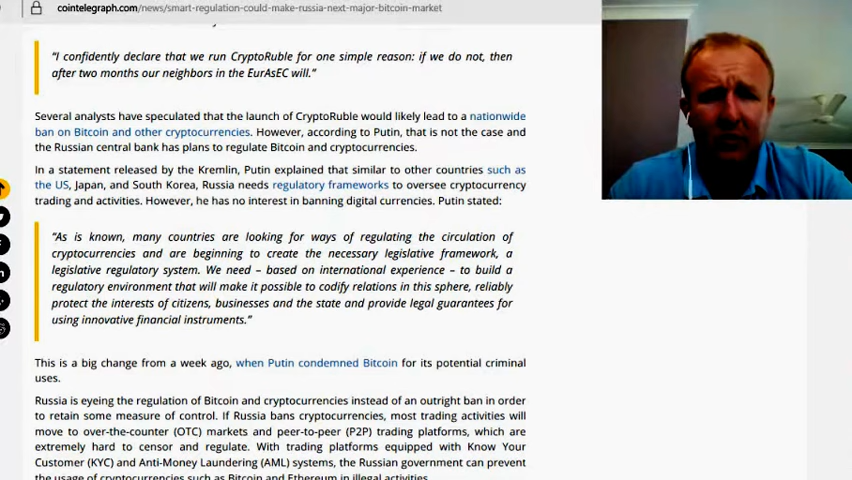 cointelegraph.com/news/smart-regulation-could-make-russia-next-major-bitcoin-market
“I confidently declare that we run CryptoRuble for one simple reason: if we do not, then
after two months our neighbors in the EurAsEC will.”
Several analysts have speculated that the launch of CryptoRuble would likely lead to a nationwide
ban on Bitcoin and other cryptocurrencies. However, according to Putin, that is not the case and
the Russian central bank has plans to regulate Bitcoin and cryptocurrencies.
In a statement released by the Kremlin, Putin explained that similar to other countries such as
the US, Japan, and South Korea, Russia needs regulatory frameworks to oversee cryptocurrency
trading and activities. However, he has no interest in banning digital currencies. Putin stated:
“As is known, many countries are looking for ways of regulating the circulation of
cryptocurrencies and are beginning to create the necessary legislative framework, a
legislative regulatory system. We need – based on international experience – to build a
regulatory environment that will make it possible to codify relations in this sphere, reliably
protect the interests of citizens, businesses and the state and provide legal guarantees for
using innovative financial instruments.”
This is a big change from a week ago, when Putin condemned Bitcoin for its potential criminal
uses.
Russia is eyeing the regulation of Bitcoin and cryptocurrencies instead of an outright ban in order
to retain some measure of control. If Russia bans cryptocurrencies, most trading activities will
move to over-the-counter (OTC) markets and peer-to-peer (P2P) trading platforms, which are
extremely hard to censor and regulate. With trading platforms equipped with Know Your
Customer (KYC) and Anti-Money Laundering (AML) systems, the Russian government can prevent
the usage of cryptocurrencies such as Bitcoin and Ethereum in illegal activities.